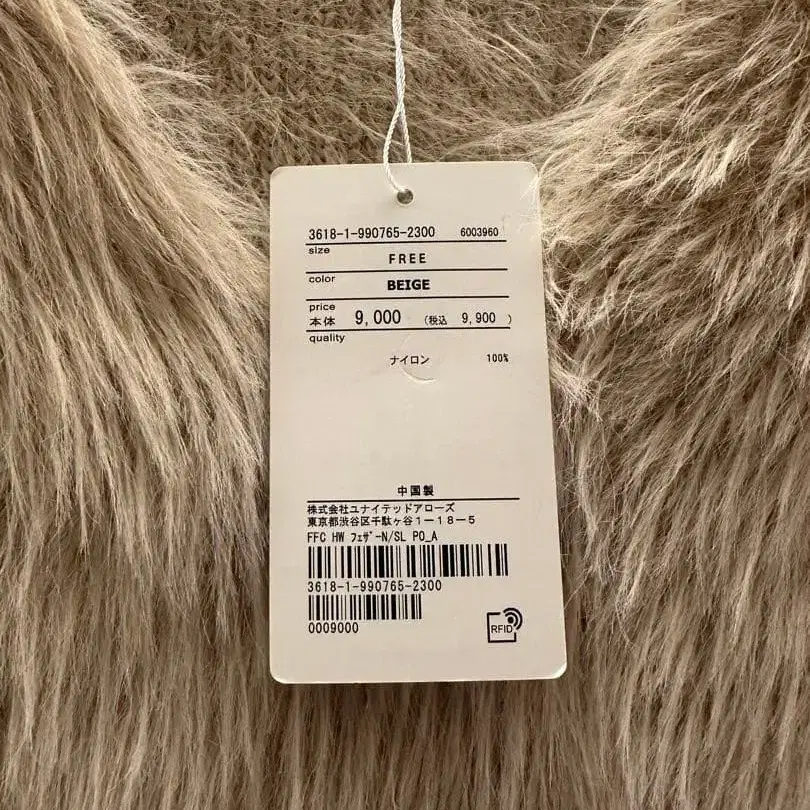 3618-1-990765-2300 6003960
size
FREE
color
BEIGE
price
本体 9,000 (税込 9,900 )
quality
ナイロン 100%
中国製
株式会社ユナイテッドアローズ
東京都渋谷区千駄ヶ谷1-18-5
FFC HW フェザ-N/SL PO_A
3618-1-990765-2300
0009000
RFID